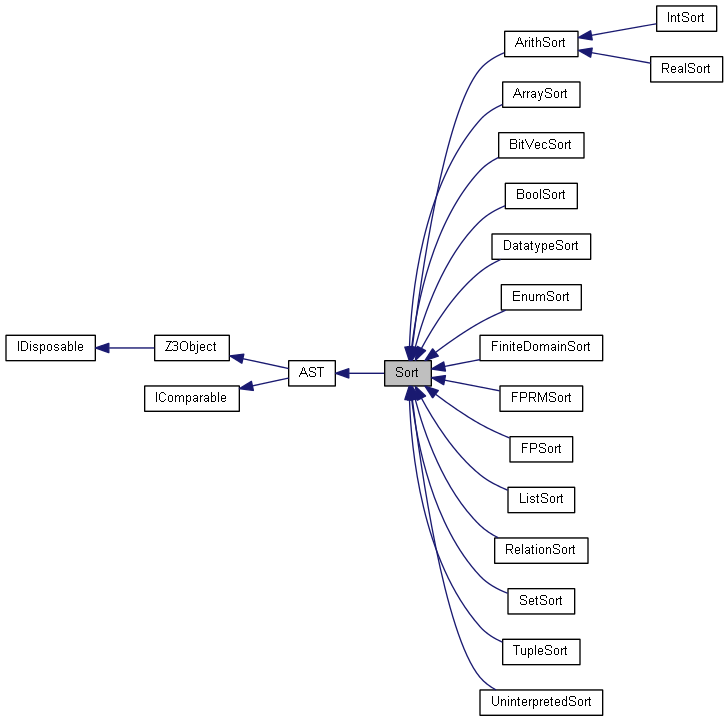 IntSort
ArithSort
RealSort
ArraySort
BitVecSort
BoolSort
DatatypeSort
EnumSort
IDisposable
Z3Object
FiniteDomainSort
AST
Sort
IComparable
FPRMSort
FPSort
ListSort
RelationSort
SetSort
TupleSort
UninterpretedSort